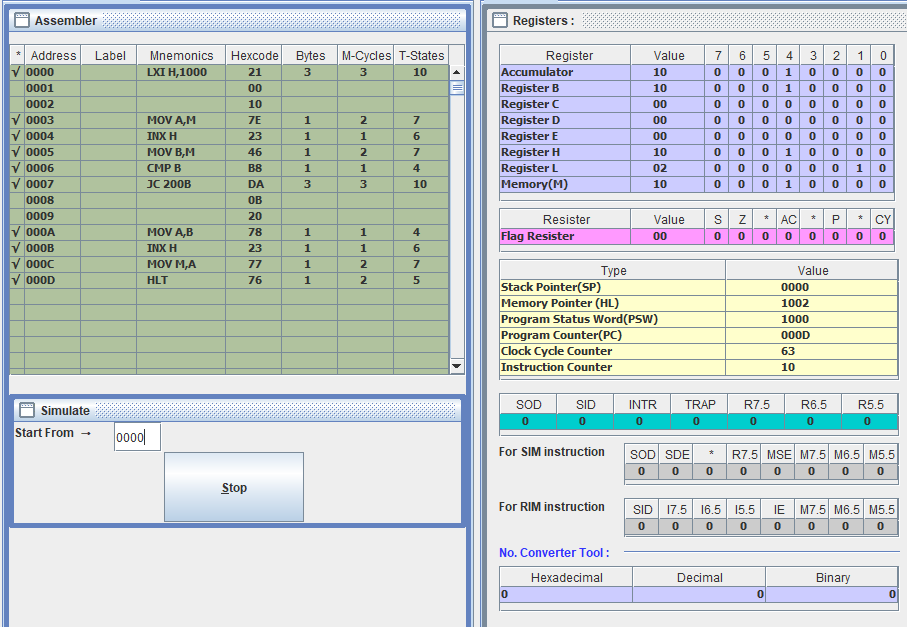 Assembler
* Address Label Mnemonics Hexcode Bytes M-Cycles T-States
√ 0000 LXI H,1000 21 3 3 10
0001 00
0002 10
√ 0003 MOV A,M 7E 1 2 7
√ 0004 INX H 23 1 1 6
√ 0005 MOV B,M 46 1 2 7
√ 0006 CMP B B8 1 1 4
√ 0007 JC 200B DA 3 3 10
0008 0B
0009 20
√ 000A MOV A,B 78 1 1 4
√ 000B INX H 23 1 1 6
√ 000C MOV M,A 77 1 2 7
√ 000D HLT 76 1 2 5
Simulate
Start From → 0000
Stop
Registers :
Register Value 7 6 5 4 3 2 1 0
Accumulator 10 0 0 0 1 0 0 0 0
Register B 10 0 0 0 1 0 0 0 0
Register C 00 0 0 0 0 0 0 0 0
Register D 00 0 0 0 0 0 0 0 0
Register E 00 0 0 0 0 0 0 0 0
Register H 10 0 0 0 1 0 0 0 0
Register L 02 0 0 0 0 0 0 1 0
Memory(M) 10 0 0 0 1 0 0 0 0
Register Value S Z * AC * P * CY
Flag Resister 00 0 0 0 0 0 0 0 0
Type Value
Stack Pointer(SP) 0000
Memory Pointer (HL) 1002
Program Status Word(PSW) 1000
Program Counter(PC) 000D
Clock Cycle Counter 63
Instruction Counter 10
SOD SID INTR TRAP R7.5 R6.5 R5.5
0 0 0 0 0 0 0
For SIM instruction
SOD SDE * R7.5 MSE M7.5 M6.5 M5.5
0 0 0 0 0 0 0 0
For RIM instruction
SID I7.5 I6.5 I5.5 IE M7.5 M6.5 M5.5
0 0 0 0 0 0 0 0
No. Converter Tool :
Hexadecimal Decimal Binary
0 0 0